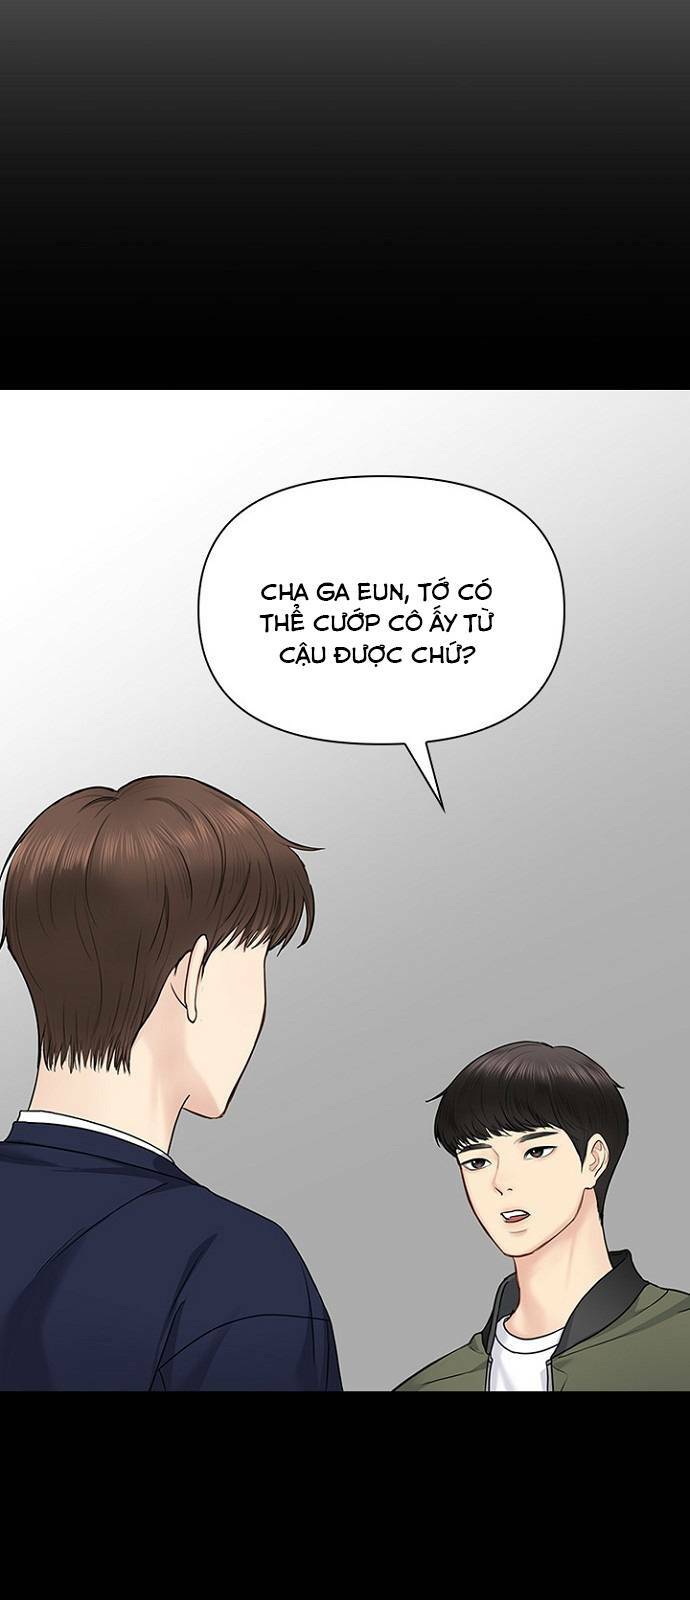 CHA GA EUN, TỚ CÓ
THỂ CƯỚP CÔ ẤY TỪ
CẬU ĐƯỢC CHỨ?